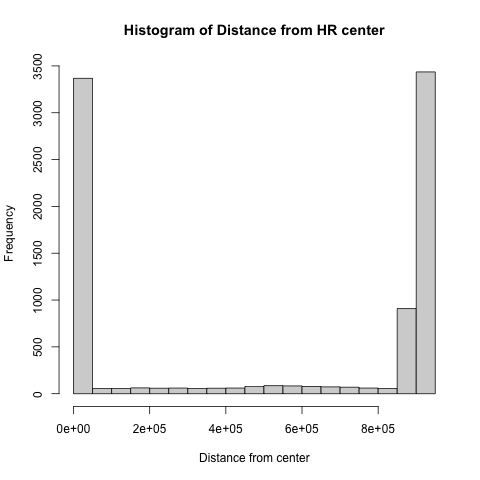 Histogram of Distance from HR center
Frequency
3500
3000
2500
2000
1500
1000
500
0
0e+00 2e+05 4e+05 6e+05 8e+05
Distance from center